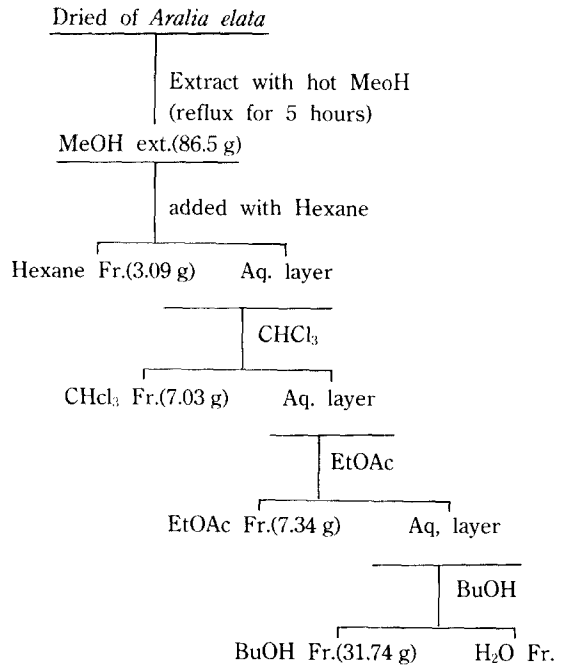 Dried of Aralia elata
Extract with hot MeoH
(reflux for 5 hours)
MeOH ext.(86.5 g)
added with Hexane
Hexane Fr.(3.09 g) Aq. layer
CHCl₃
CHcl₃ Fr.(7.03 g) Aq. layer
EtOAc
EtOAc Fr.(7.34 g) Aq, layer
BuOH
BuOH Fr.(31.74 g) H₂O Fr.